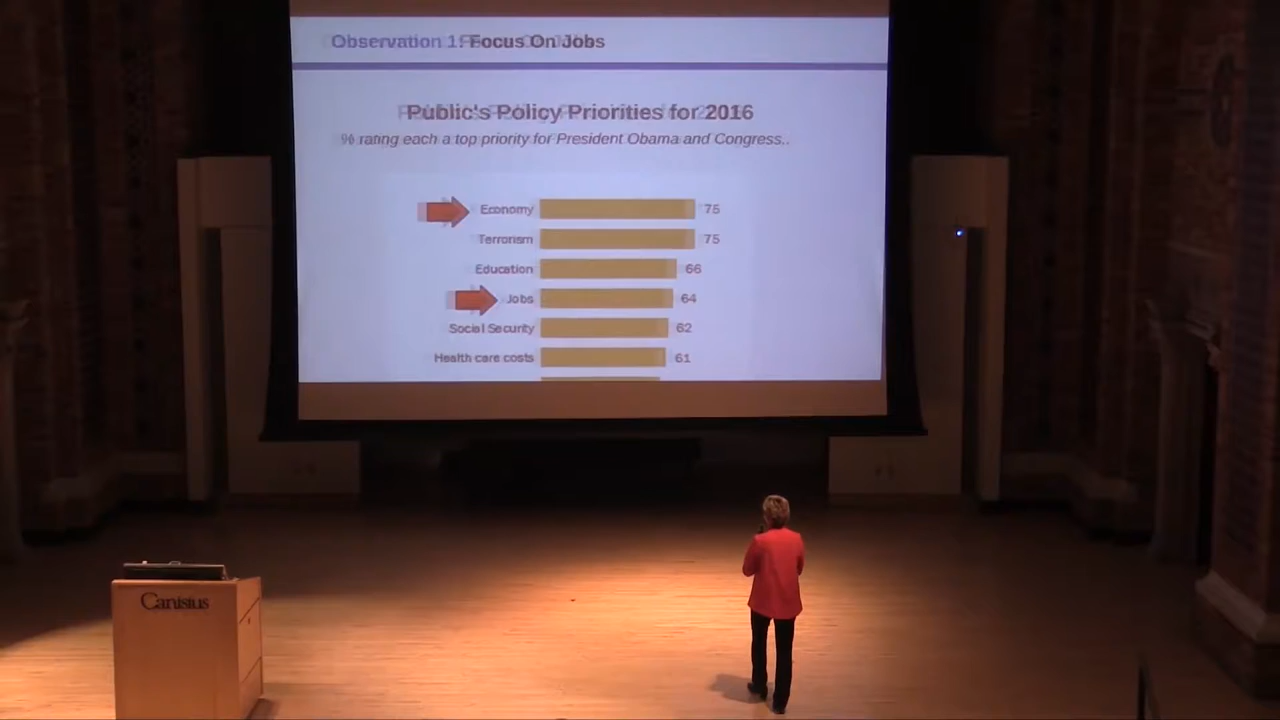 Observation 1: Focus On Jobs
Public's Policy Priorities for 2016
% rating each a top priority for President Obama and Congress..
Economy 75
Terrorism 75
Education 66
Jobs 64
Social Security 62
Health care costs 61
Canisius